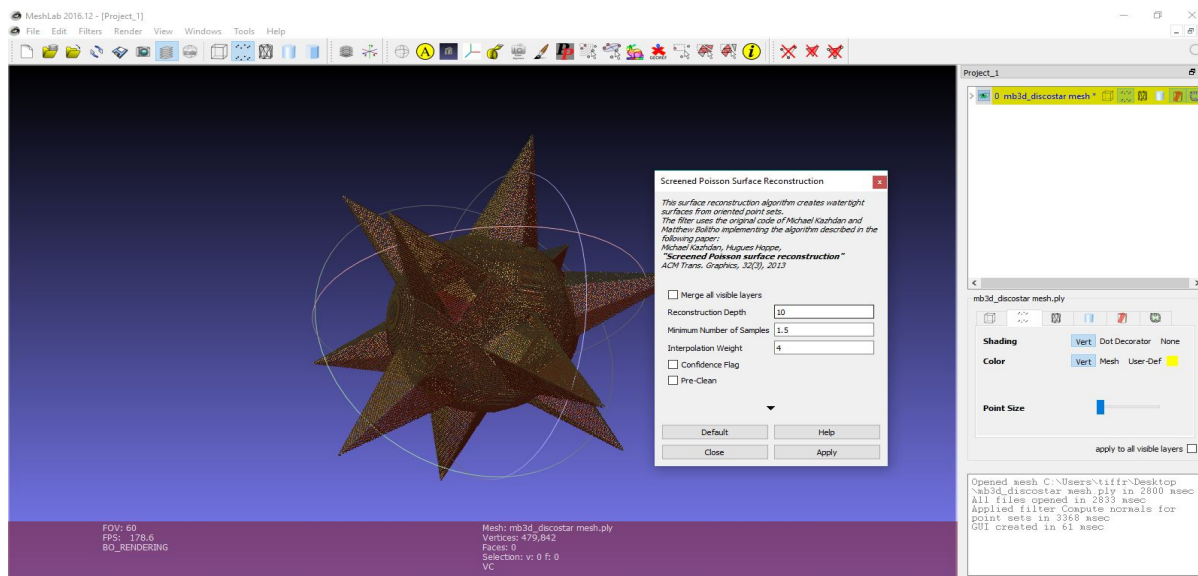 MeshLab 2016.12 - [Project_1]
File Edit Filters Render View Windows Tools Help
Project_1
0 mb3d_discostar mesh *
Screened Poisson Surface Reconstruction
This surface reconstruction algorithm creates watertight
surfaces from oriented point sets.
The filter uses the original code of Michael Kazhdan and
Matthew Bolitho implementing the algorithm described in the
following paper:
Michael Kazhdan, Hugues Hoppe,
"Screened Poisson surface reconstruction"
ACM Trans. Graphics, 32(3), 2013
Merge all visible layers
Reconstruction Depth 10
Minimum Number of Samples 1.5
Interpolation Weight 4
Confidence Flag
Pre-Clean
Default Help
Close Apply
mb3d_discostar mesh.ply
Shading Vert Dot Decorator None
Color Vert Mesh User-Def
Point Size
apply to all visible layers
Opened mesh C:\Users\tiffr\Desktop
\mb3d_discostar mesh.ply in 2800 msec
All files opened in 2833 msec
Applied filter Compute normals for
point sets in 3368 msec
GUI created in 61 msec
FOV: 60
FPS: 178.6
BO_RENDERING
Mesh: mb3d_discostar mesh.ply
Vertices: 479,842
Faces: 0
Selection: v: 0 f: 0
VC